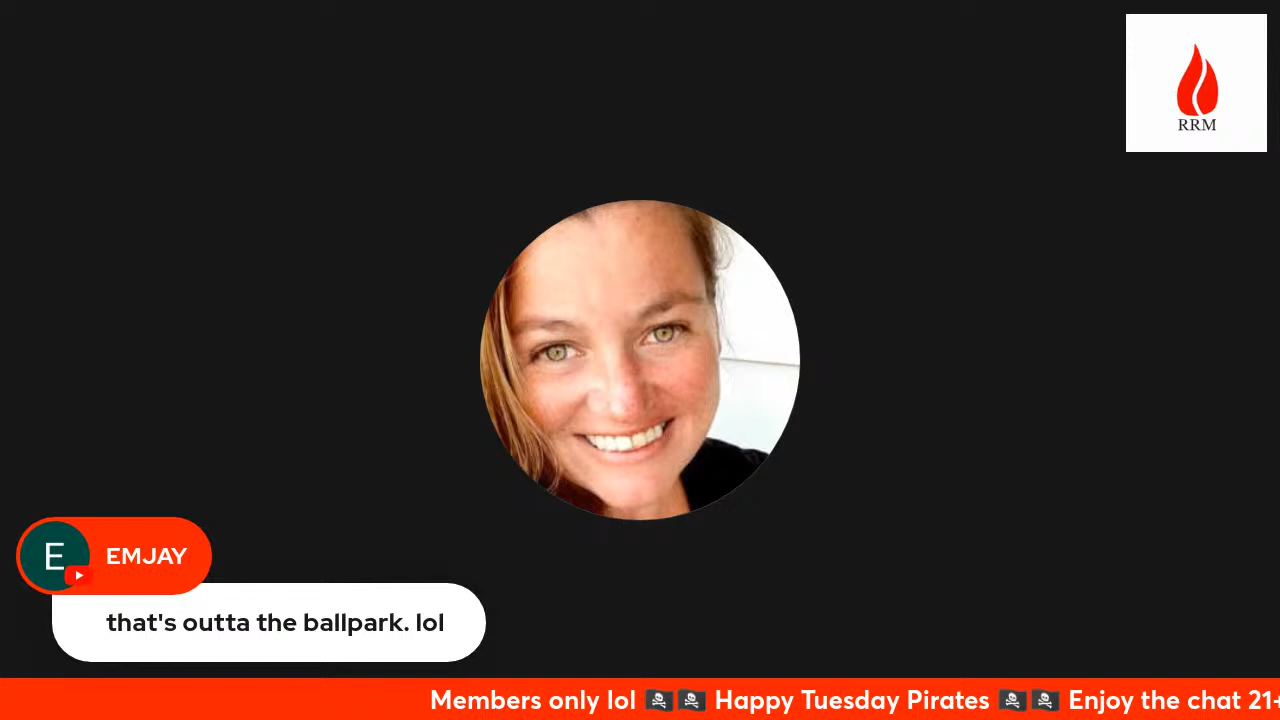 RRM
E EMJAY
that's outta the ballpark. lol
Members only lol 🏴‍☠️🏴‍☠️ Happy Tuesday Pirates 🏴‍☠️🏴‍☠️ Enjoy the chat 21+